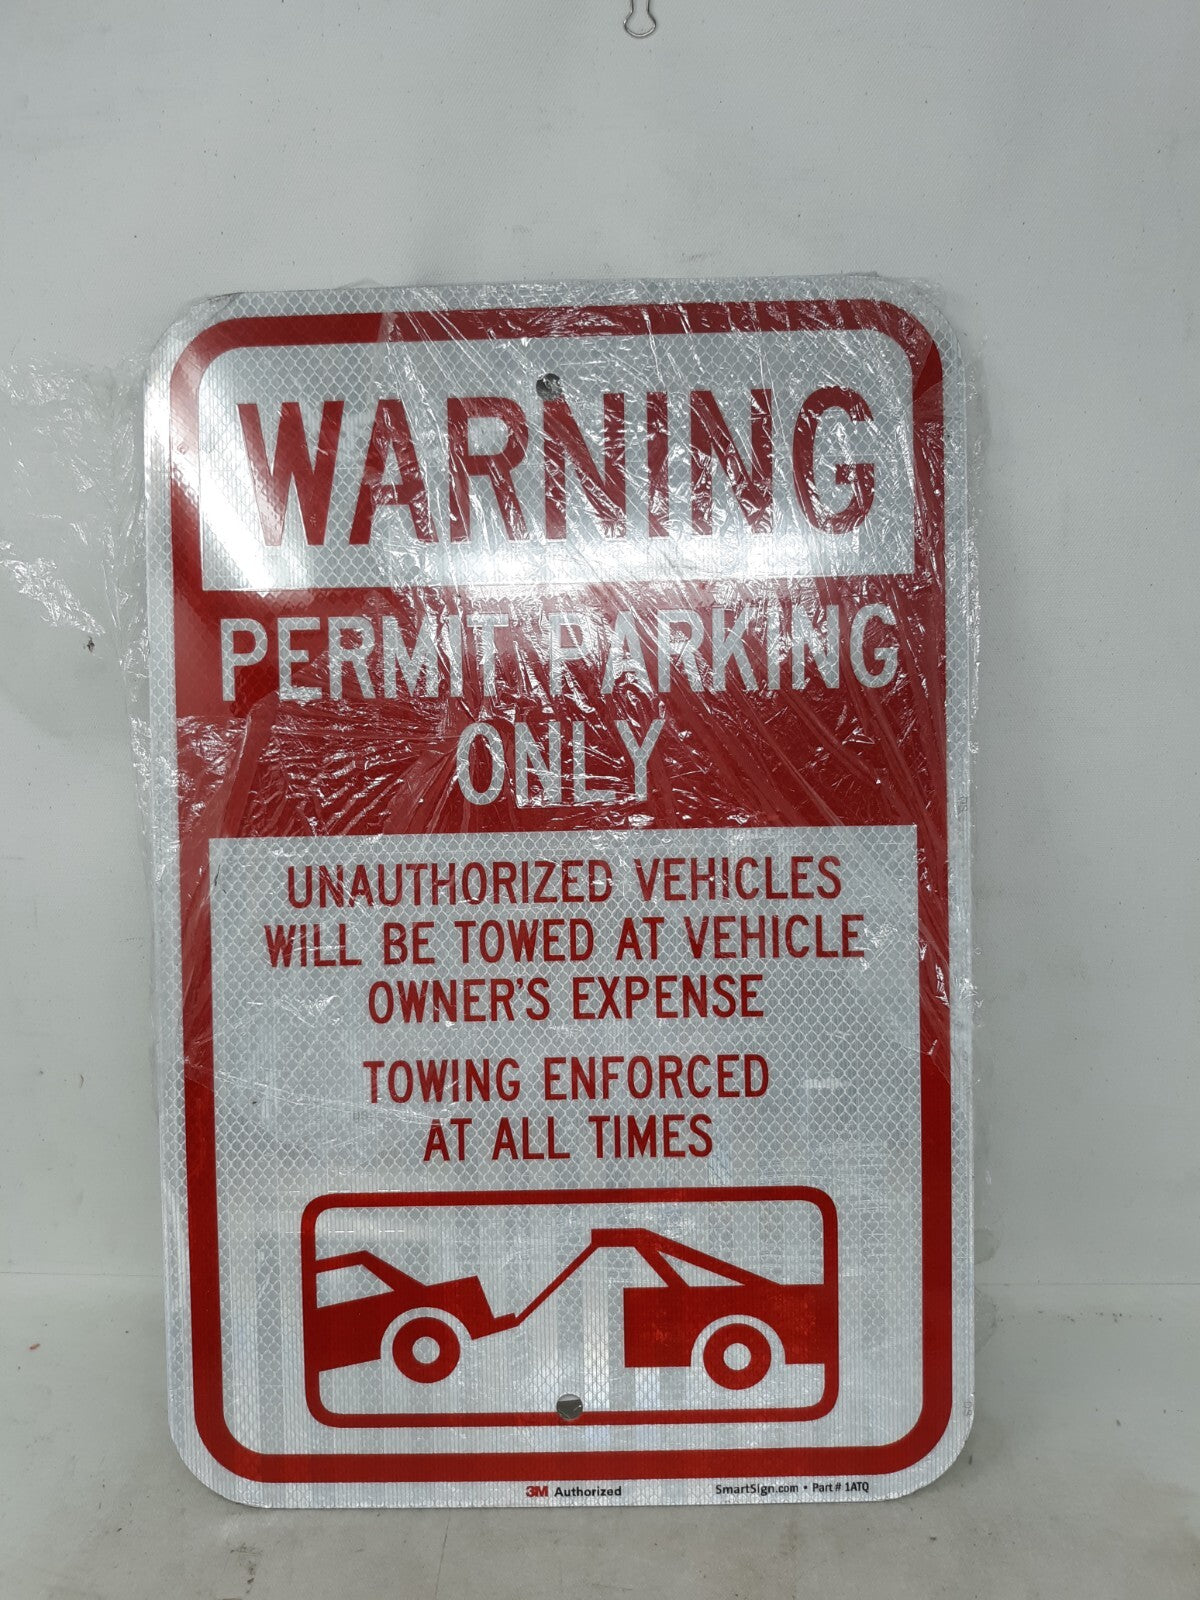 WARNING
PERMIT PARKING
ONLY
UNAUTHORIZED VEHICLES
WILL BE TOWED AT VEHICLE
OWNER'S EXPENSE
TOWING ENFORCED
AT ALL TIMES
3M Authorized
SmartSign.com • Part # 1ATQ